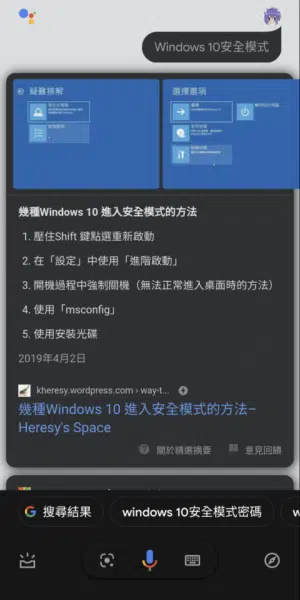 Windows 10安全模式
疑難排解
選擇選項
幾種Windows 10 進入安全模式的方法
1. 壓住Shift 鍵點選重新啟動
2. 在「設定」中使用「進階啟動」
3. 開機過程中強制關機（無法正常進入桌面時的方法）
4. 使用「msconfig」
5. 使用安裝光碟
2019年4月2日
kheresy.wordpress.com › way-t...
幾種Windows 10 進入安全模式的方法–
Heresy's Space
關於精選摘要
意見回饋
搜尋結果
windows 10安全模式密碼
w